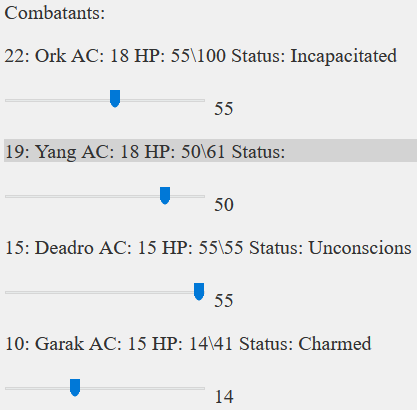 Combatants:
22: Ork AC: 18 HP: 55\100 Status: Incapacitated
55
19: Yang AC: 18 HP: 50\61 Status:
50
15: Deadro AC: 15 HP: 55\55 Status: Unconscions
55
10: Garak AC: 15 HP: 14\41 Status: Charmed
14